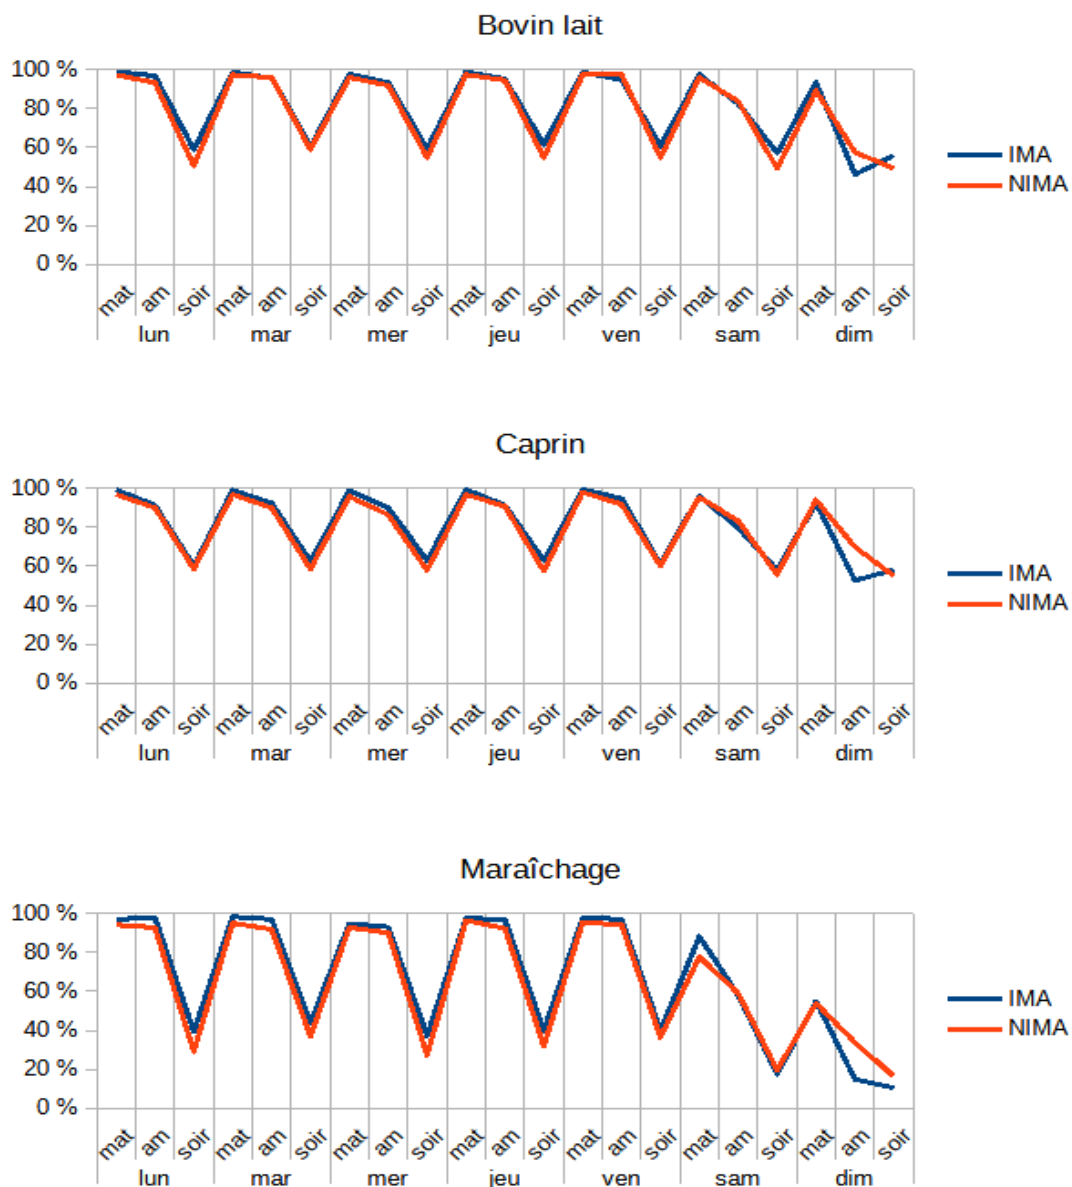 Bovin lait
100 %
80 %
60 %
40 %
20 %
0 %
mat am soir mat am soir mat am soir mat am soir mat am soir mat am soir mat am soir
lun mar mer jeu ven sam dim
IMA
NIMA
Caprin
100 %
80 %
60 %
40 %
20 %
0 %
mat am soir mat am soir mat am soir mat am soir mat am soir mat am soir mat am soir
lun mar mer jeu ven sam dim
IMA
NIMA
Maraîchage
100 %
80 %
60 %
40 %
20 %
0 %
mat am soir mat am soir mat am soir mat am soir mat am soir mat am soir mat am soir
lun mar mer jeu ven sam dim
IMA
NIMA